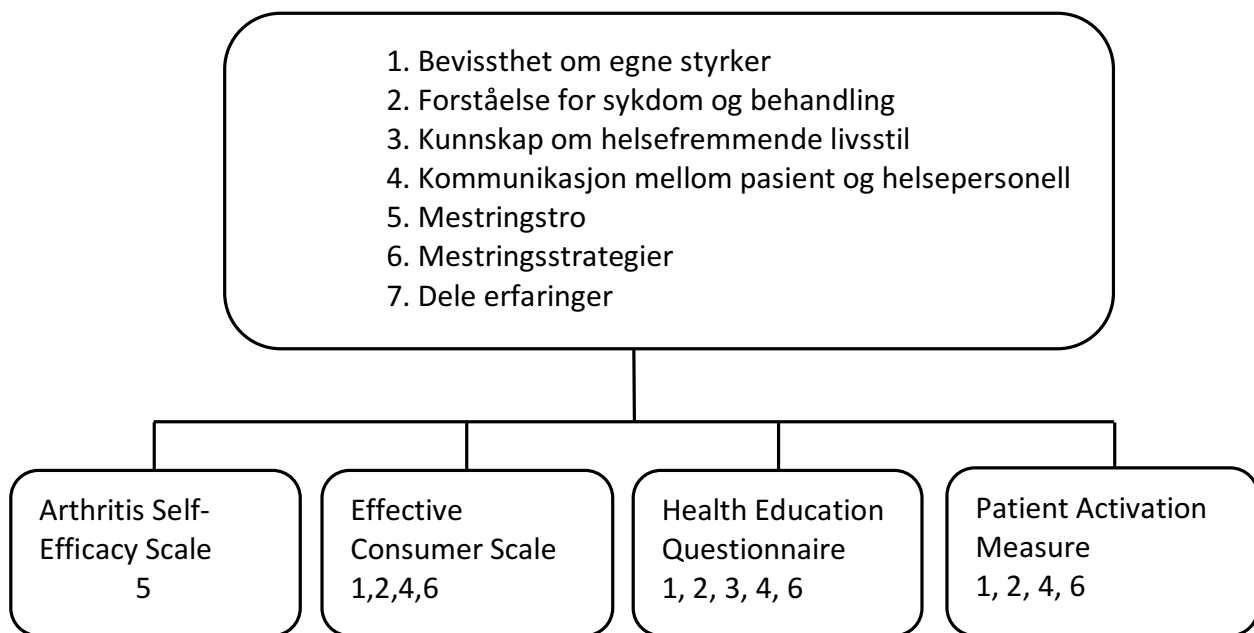 1. Bevissthet om egne styrker
2. Forståelse for sykdom og behandling
3. Kunnskap om helsefremmende livsstil
4. Kommunikasjon mellom pasient og helsepersonell
5. Mestringstro
6. Mestringsstrategier
7. Dele erfaringer
Arthritis Self-
Efficacy Scale
5
Effective
Consumer Scale
1,2,4,6
Health Education
Questionnaire
1, 2, 3, 4, 6
Patient Activation
Measure
1, 2, 4, 6